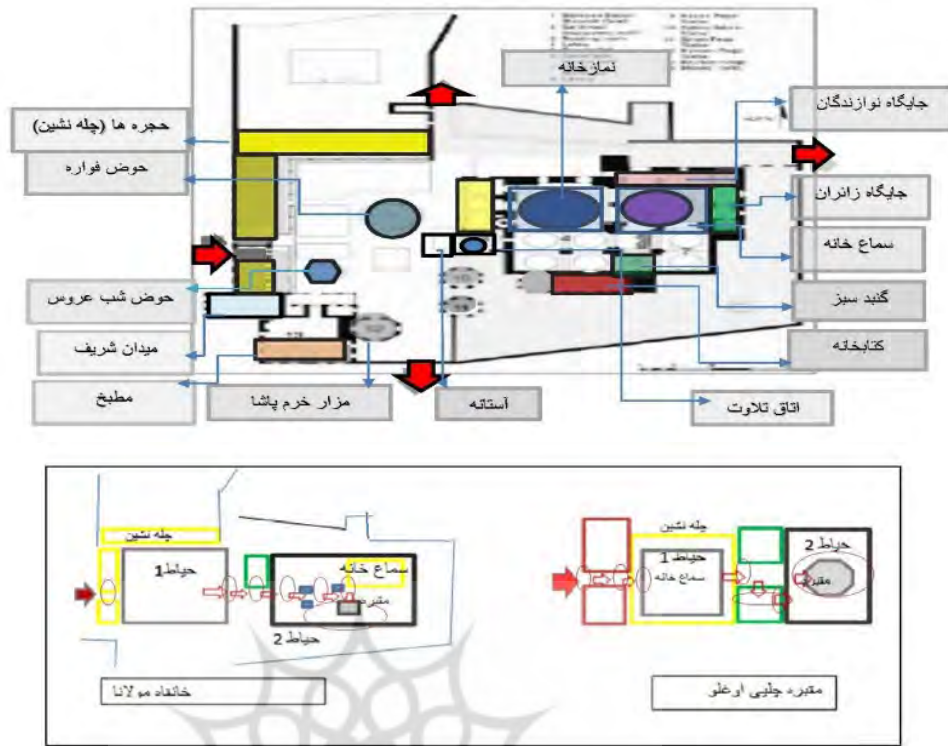 نمازخانه
جایگاه نوازندگان
حجره ها (چله نشین)
حوض فواره
جایگاه زائران
سماع خانه
حوض شب عروس
گنبد سبز
میدان شریف
کتابخانه
مطبخ
مزار خرم پاشا
آستانه
اتاق تلاوت
چله نشین
حیاط 1
سماع خانه
مقبره
حیاط 2
خانقاه مولانا
چله نشین
حیاط 1
سماع خانه
حیاط 2
مقبره
مقبره چلپی اوغلو